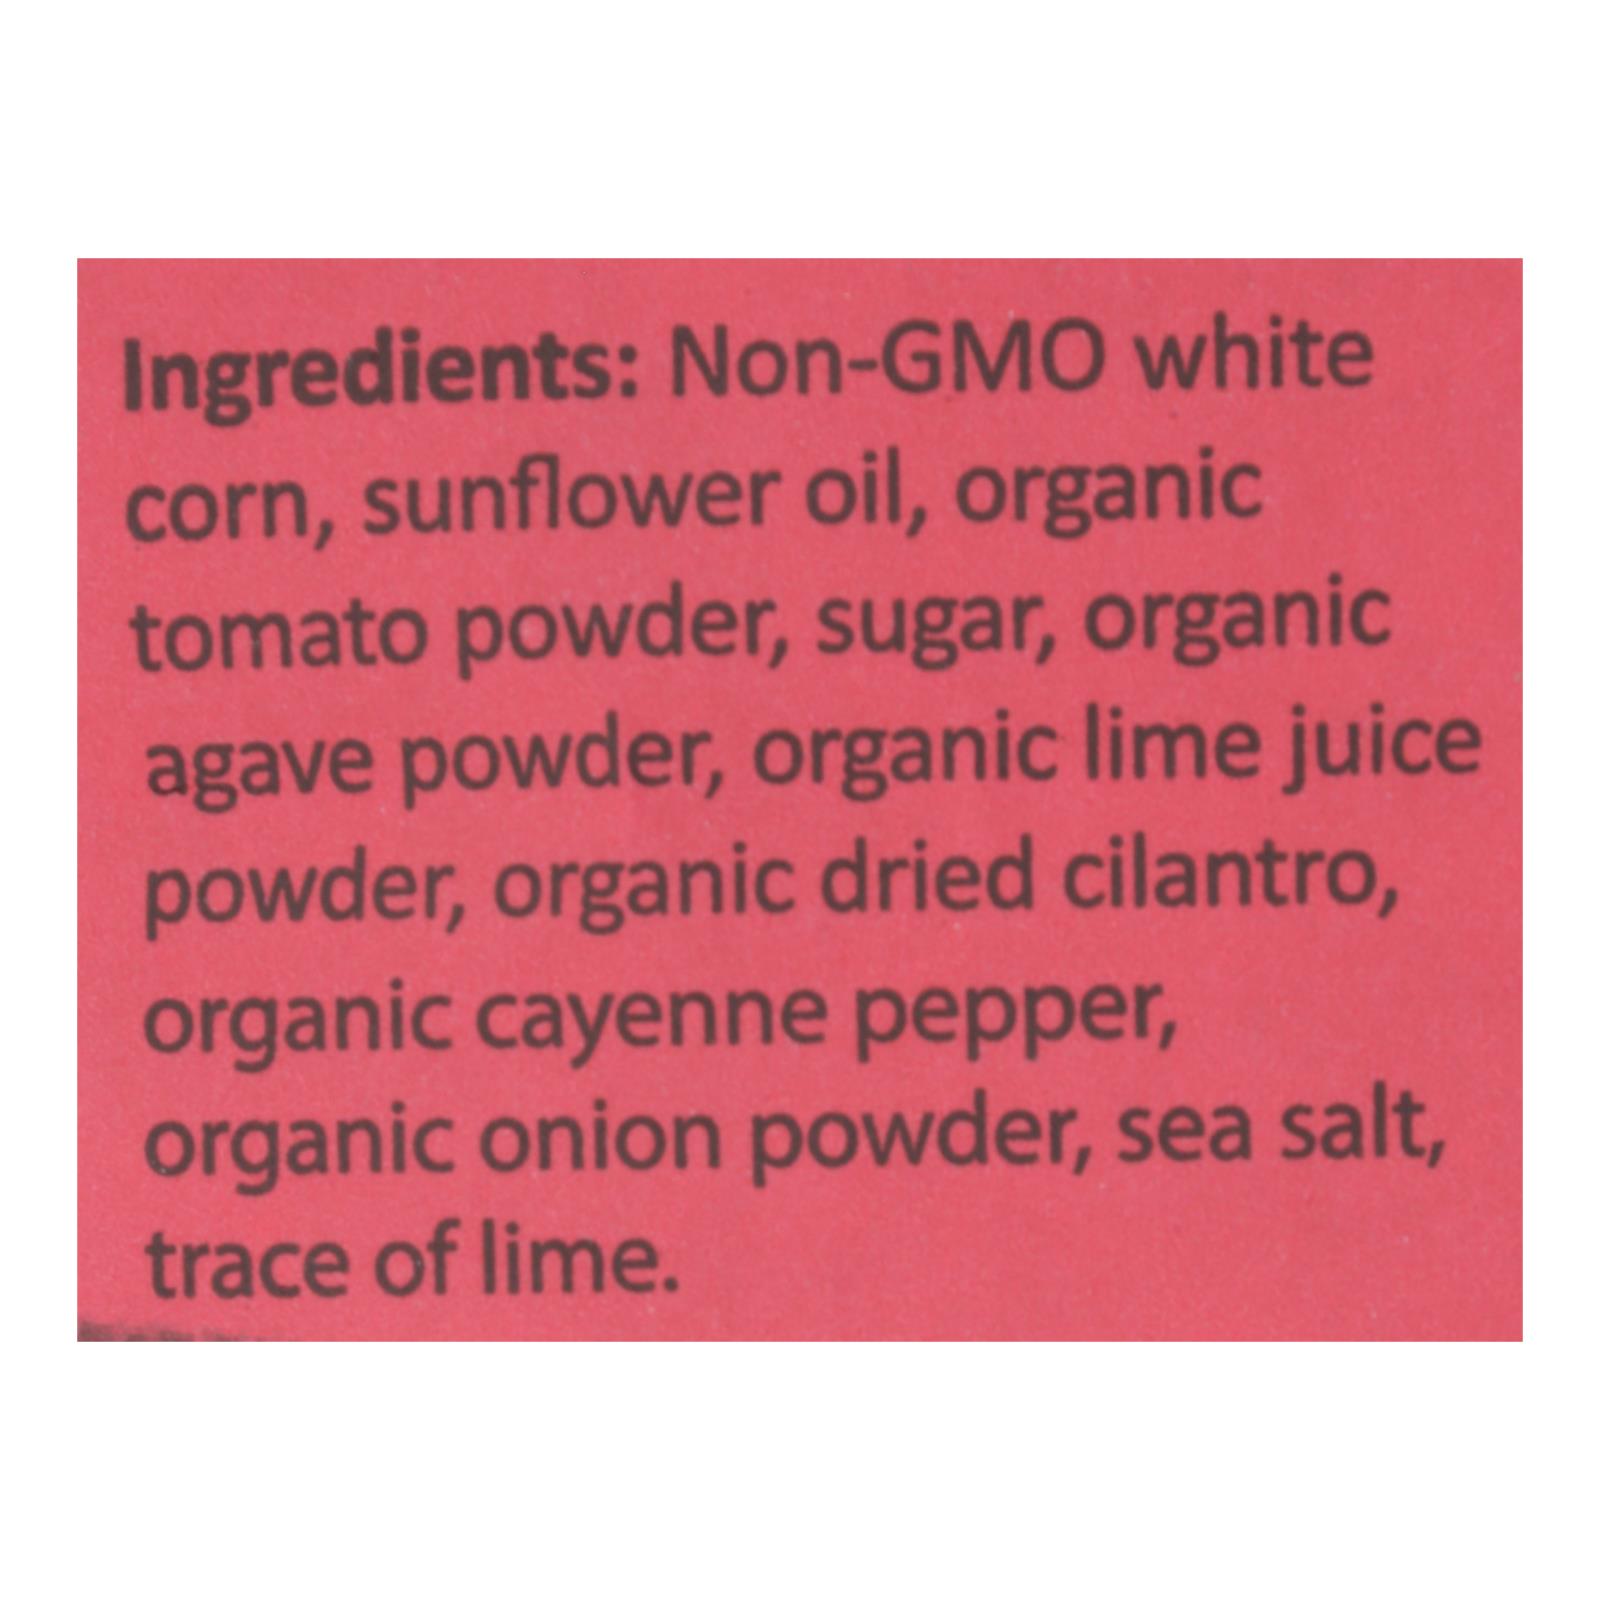 Ingredients: Non-GMO white
corn, sunflower oil, organic
tomato powder, sugar, organic
agave powder, organic lime juice
powder, organic dried cilantro,
organic cayenne pepper,
organic onion powder, sea salt,
trace of lime.